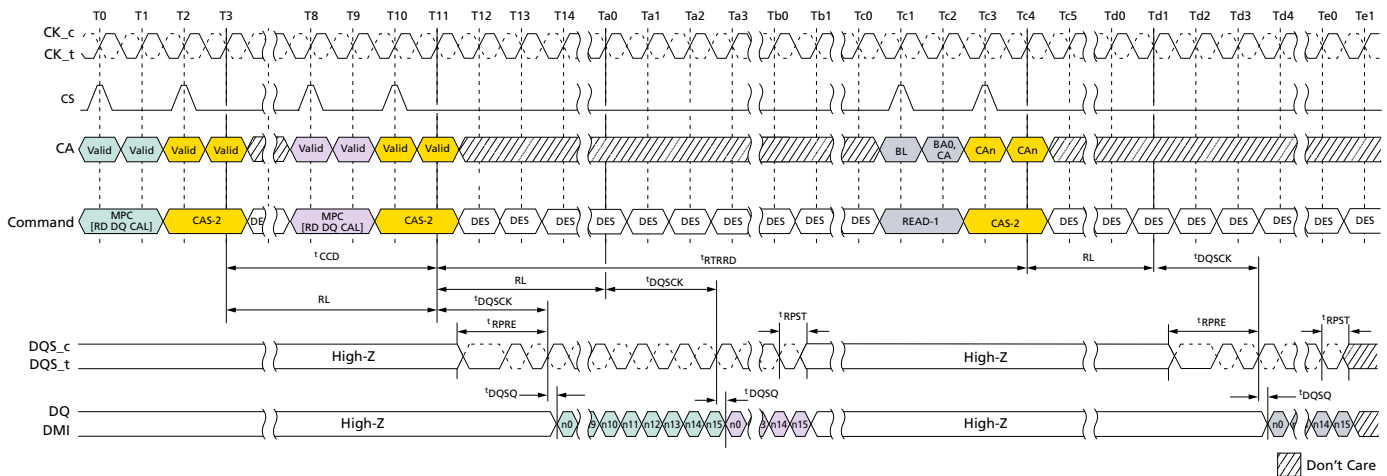 T0 T1 T2 T3 T8 T9 T10 T11 T12 T13 T14 Ta0 Ta1 Ta2 Ta3 Tb0 Tb1 Tc0 Tc1 Tc2 Tc3 Tc4 Tc5 Td0 Td1 Td2 Td3 Td4 Te0 Te1
CK_c
CK_t
CS
CA Valid Valid Valid Valid Valid Valid Valid Valid BL BA0, CA CAn CAn
Command MPC [RD DQ CAL] CAS-2 DE MPC [RD DQ CAL] CAS-2 DES DES DES DES DES DES DES DES DES DES READ-1 CAS-2 DES DES DES DES DES DES DES DES
tCCD tRTRRD RL tDQSCK
RL tDQSCK
RL tDQSCK
tRPRE tRPST tRPRE tRPST
DQS_c
DQS_t
High-Z High-Z
tDQSQ tDQSQ tDQSQ
DQ
DMI
High-Z n0 9 n10 n11 n12 n13 n14 n15 n0 3 n14 n15 High-Z n0 n14 n15
Don't Care